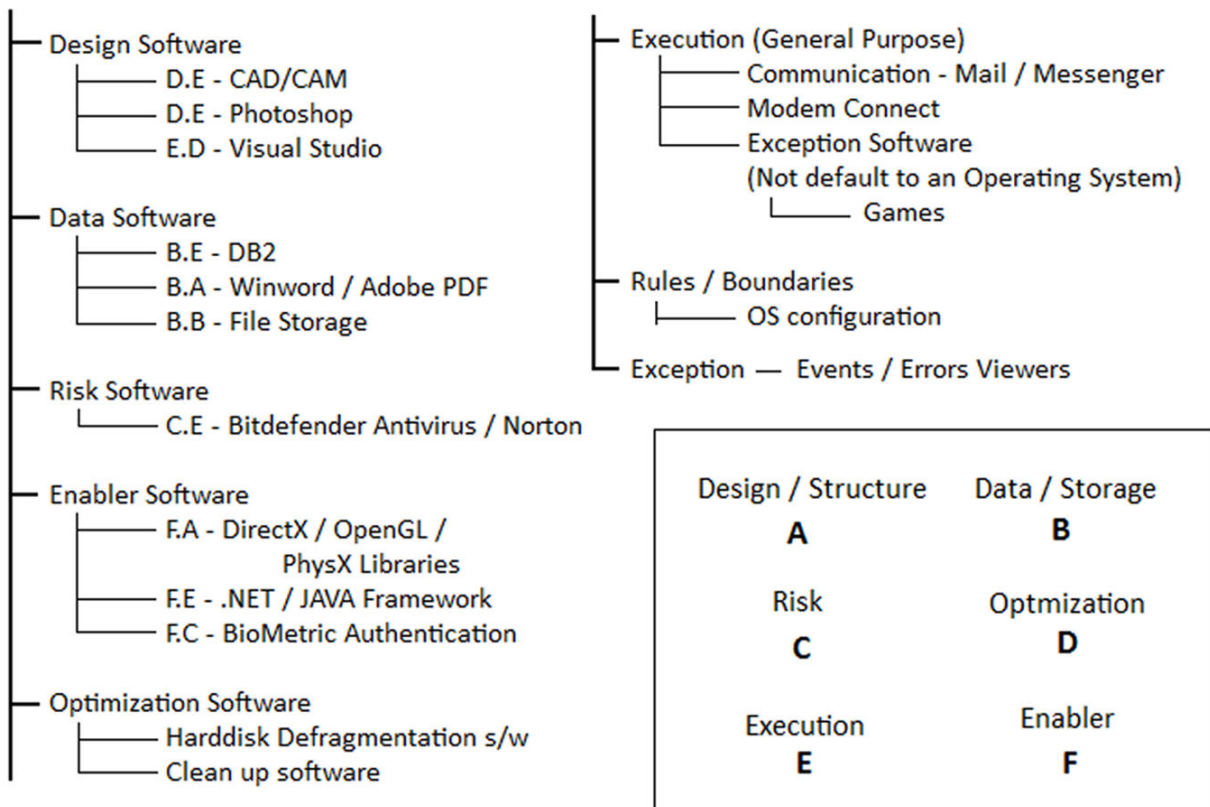 Design Software
D.E - CAD/CAM
D.E - Photoshop
E.D - Visual Studio
Data Software
B.E - DB2
B.A - Winword / Adobe PDF
B.B - File Storage
Risk Software
C.E - Bitdefender Antivirus / Norton
Enabler Software
F.A - DirectX / OpenGL /
PhysX Libraries
F.E - .NET / JAVA Framework
F.C - BioMetric Authentication
Optimization Software
Harddisk Defragmentation s/w
Clean up software
Execution (General Purpose)
Communication - Mail / Messenger
Modem Connect
Exception Software
(Not default to an Operating System)
Games
Rules / Boundaries
OS configuration
Exception — Events / Errors Viewers
Design / Structure Data / Storage
A B
Risk Optmization
C D
Execution Enabler
E F